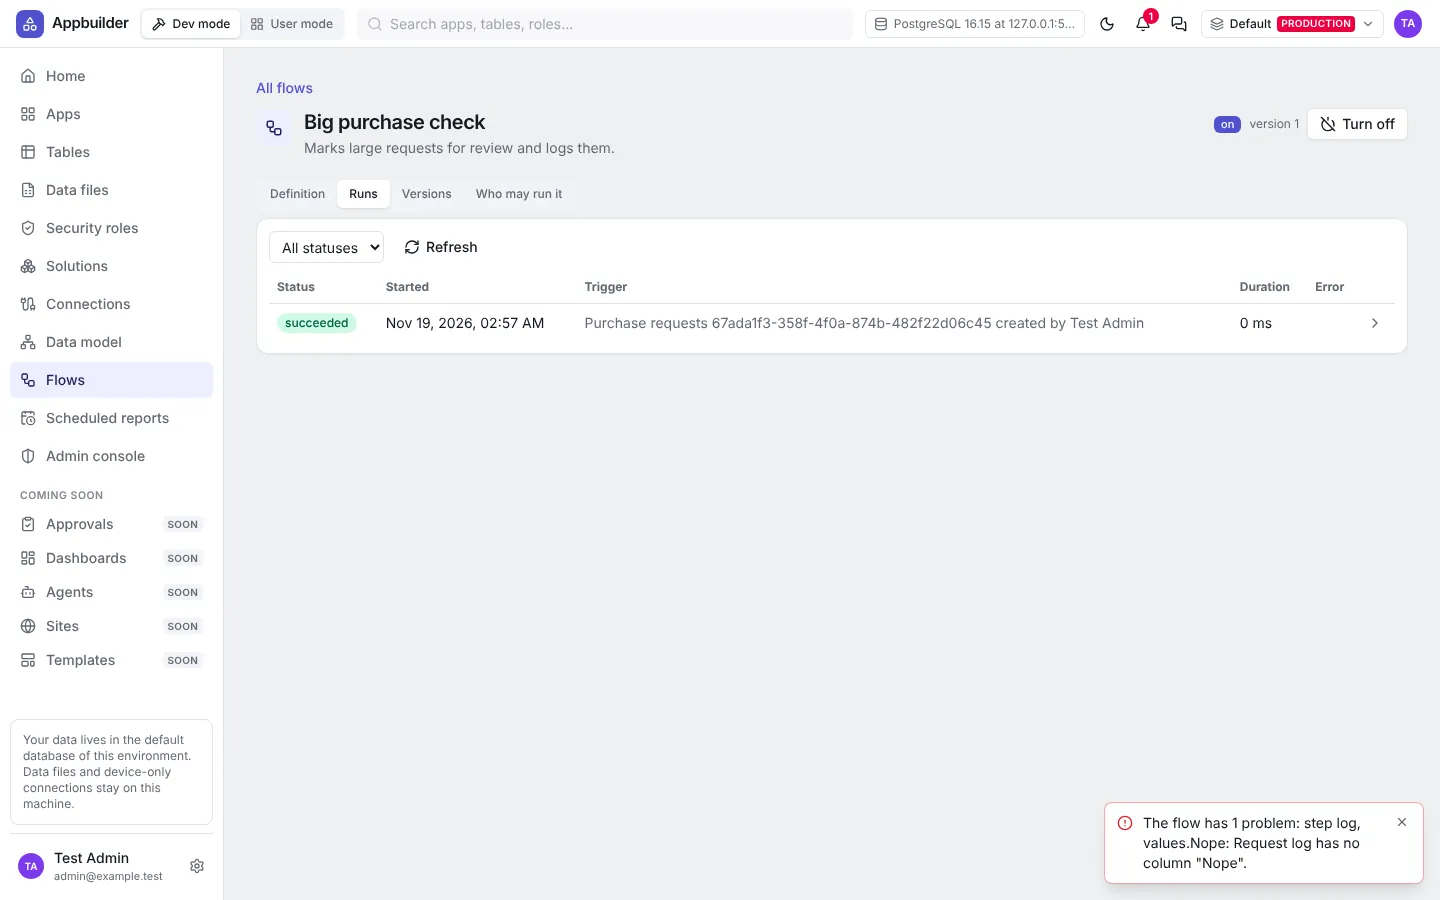 Appbuilder
Dev mode
User mode
Search apps, tables, roles...
PostgreSQL 16.15 at 127.0.0.1:5...
1
Default PRODUCTION
TA
Home
Apps
Tables
Data files
Security roles
Solutions
Connections
Data model
Flows
Scheduled reports
Admin console
COMING SOON
Approvals SOON
Dashboards SOON
Agents SOON
Sites SOON
Templates SOON
Your data lives in the default
database of this environment.
Data files and device-only
connections stay on this
machine.
TA
Test Admin
admin@example.test
All flows
Big purchase check
Marks large requests for review and logs them.
on version 1 Turn off
Definition Runs Versions Who may run it
All statuses Refresh
Status Started Trigger Duration Error
succeeded Nov 19, 2026, 02:57 AM Purchase requests 67ada1f3-358f-4f0a-874b-482f22d06c45 created by Test Admin 0 ms
The flow has 1 problem: step log,
values.Nope: Request log has no
column "Nope".